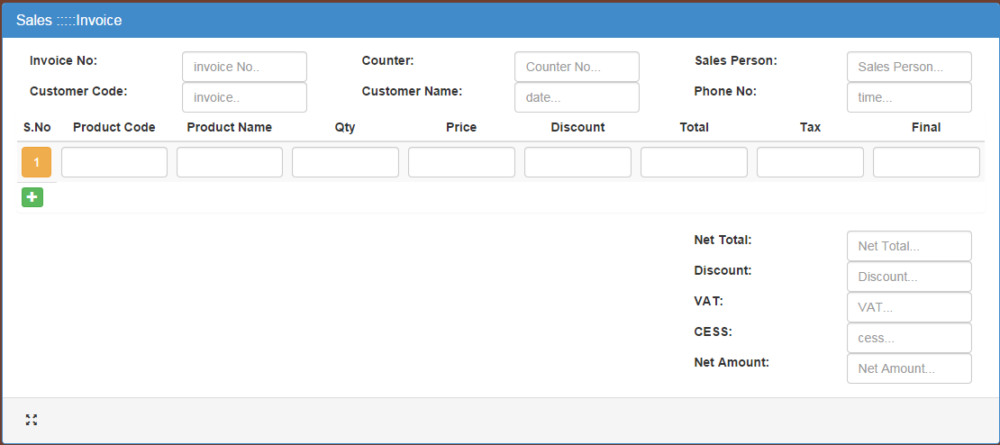 Sales :::::Invoice
Invoice No: invoice No.. Counter: Counter No... Sales Person: Sales Person...
Customer Code: invoice.. Customer Name: date... Phone No: time...
S.No Product Code Product Name Qty Price Discount Total Tax Final
1
Net Total: Net Total...
Discount: Discount...
VAT: VAT...
CESS: cess...
Net Amount: Net Amount...